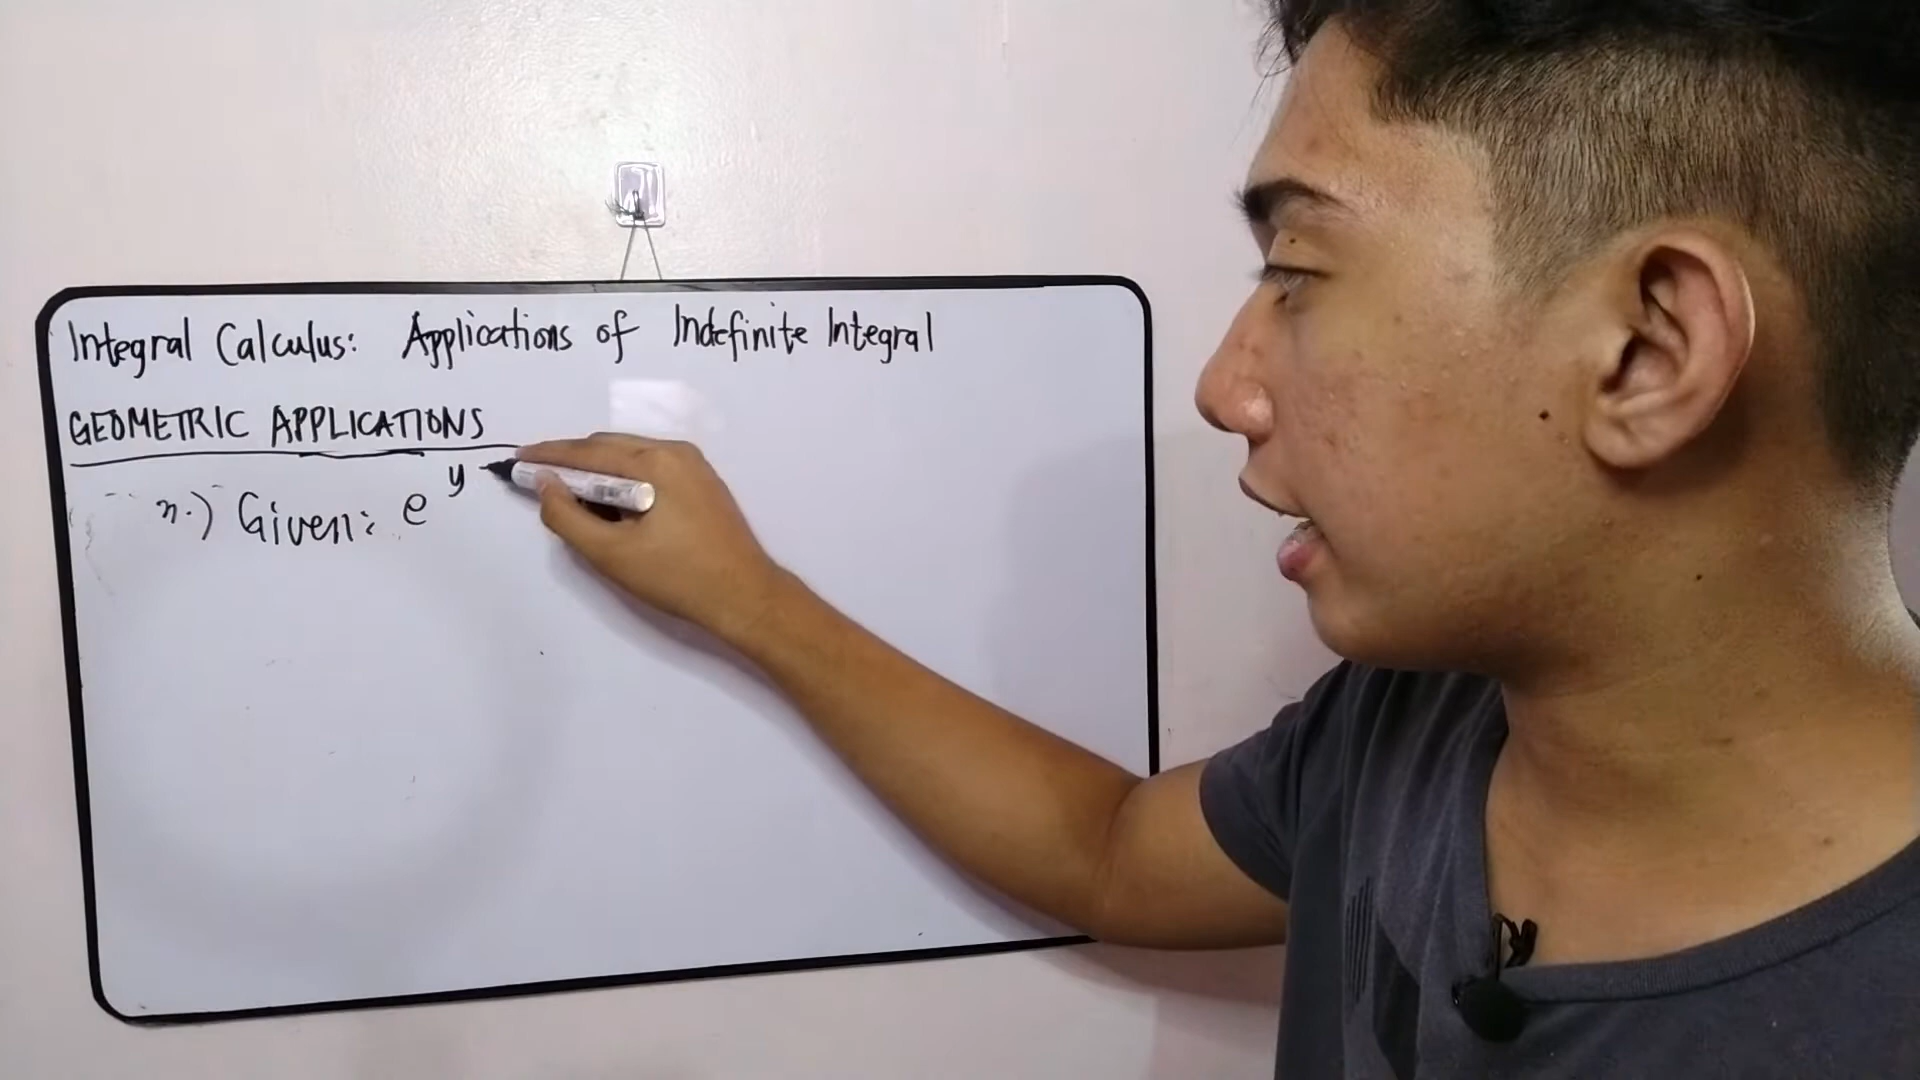 Integral Calculus: Applications of Indefinite Integral
GEOMETRIC APPLICATIONS
n.) Given: e^y